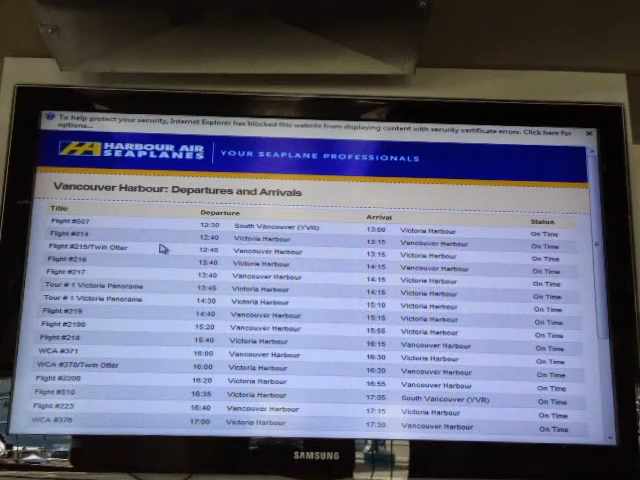 To help protect your security, Internet Explorer has blocked this website from displaying content with security certificate errors. Click here for
options...
HA HARBOUR AIR SEAPLANES YOUR SEAPLANE PROFESSIONALS
Vancouver Harbour: Departures and Arrivals
Title Departure Arrival Status
Flight #507 12:30 South Vancouver (YVR) 13:00 Victoria Harbour On Time
Flight #214 12:40 Victoria Harbour 13:15 Vancouver Harbour On Time
Flight #215/Twin Otter 12:40 Vancouver Harbour 13:15 Victoria Harbour On Time
Flight #216 13:40 Victoria Harbour 14:15 Vancouver Harbour On Time
Flight #217 13:40 Vancouver Harbour 14:15 Victoria Harbour On Time
Tour # 1 Victoria Panorama 13:45 Victoria Harbour 14:15 Victoria Harbour On Time
Tour # 1 Victoria Panorama 14:30 Victoria Harbour 15:10 Victoria Harbour On Time
Flight #219 14:40 Vancouver Harbour 15:15 Victoria Harbour On Time
Flight #2190 15:20 Vancouver Harbour 15:55 Victoria Harbour On Time
Flight #218 15:40 Victoria Harbour 16:15 Vancouver Harbour On Time
WCA #371 16:00 Vancouver Harbour 16:30 Victoria Harbour On Time
WCA #370/Twin Otter 16:00 Victoria Harbour 16:30 Vancouver Harbour On Time
Flight #2200 16:20 Victoria Harbour 16:55 Vancouver Harbour On Time
Flight #510 16:35 Victoria Harbour 17:05 South Vancouver (YVR) On Time
Flight #223 16:40 Vancouver Harbour 17:15 Victoria Harbour On Time
WCA #376 17:00 Victoria Harbour 17:30 Vancouver Harbour On Time
SAMSUNG